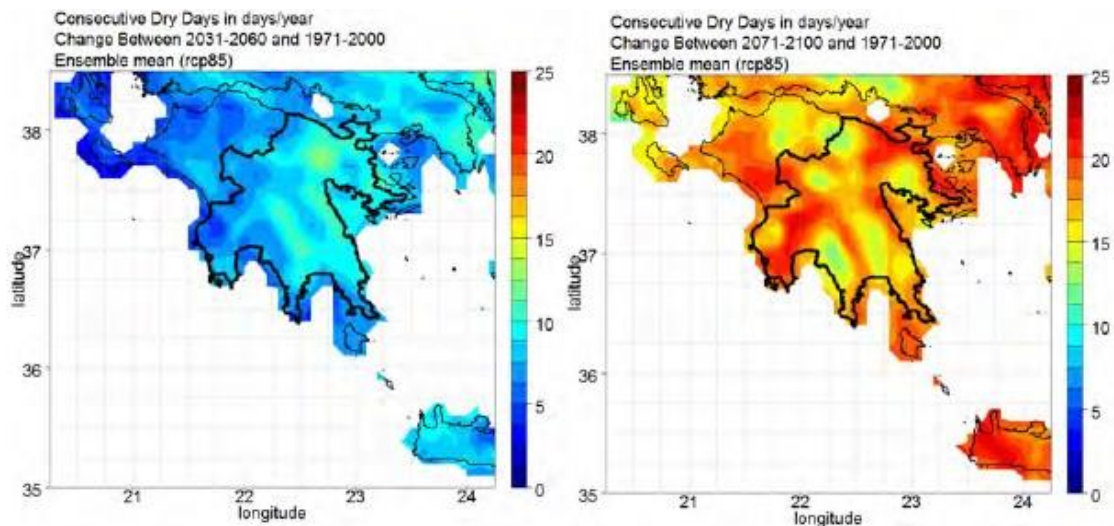 Consecutive Dry Days in days/year
Change Between 2031-2060 and 1971-2000
Ensemble mean (rcp85)
38
37
36
35
latitude
21
22
23
24
longitude
25
20
15
10
5
0
Consecutive Dry Days in days/year
Change Between 2071-2100 and 1971-2000
Ensemble mean (rcp85)
38
37
36
35
latitude
21
22
23
24
longitude
25
20
15
10
5
0